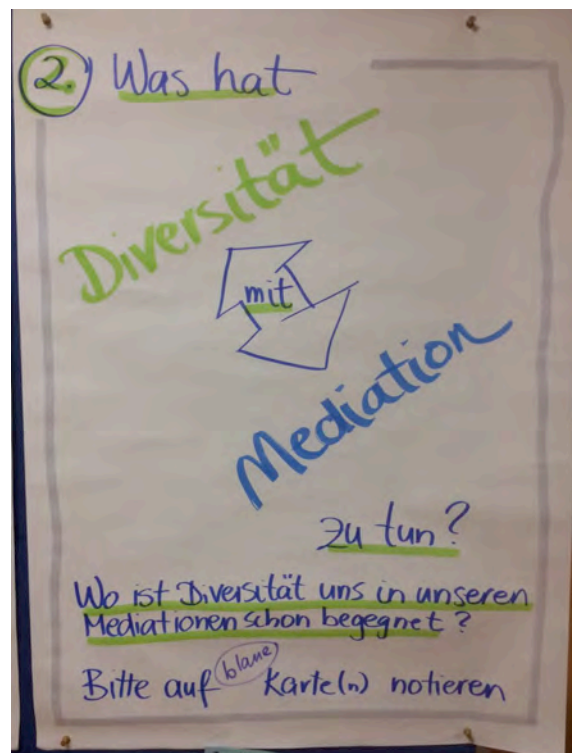 2. Was hat
Diversität
mit
Mediation
zu tun?
Wo ist Diversität uns in unseren
Mediationen schon begegnet?
Bitte auf blaue Karte(n) notieren